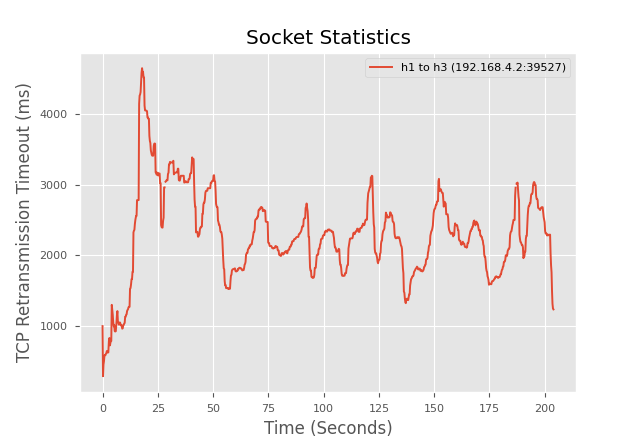 Socket Statistics
h1 to h3 (192.168.4.2:39527)
TCP Retransmission Timeout (ms)
4000
3000
2000
1000
0 25 50 75 100 125 150 175 200
Time (Seconds)